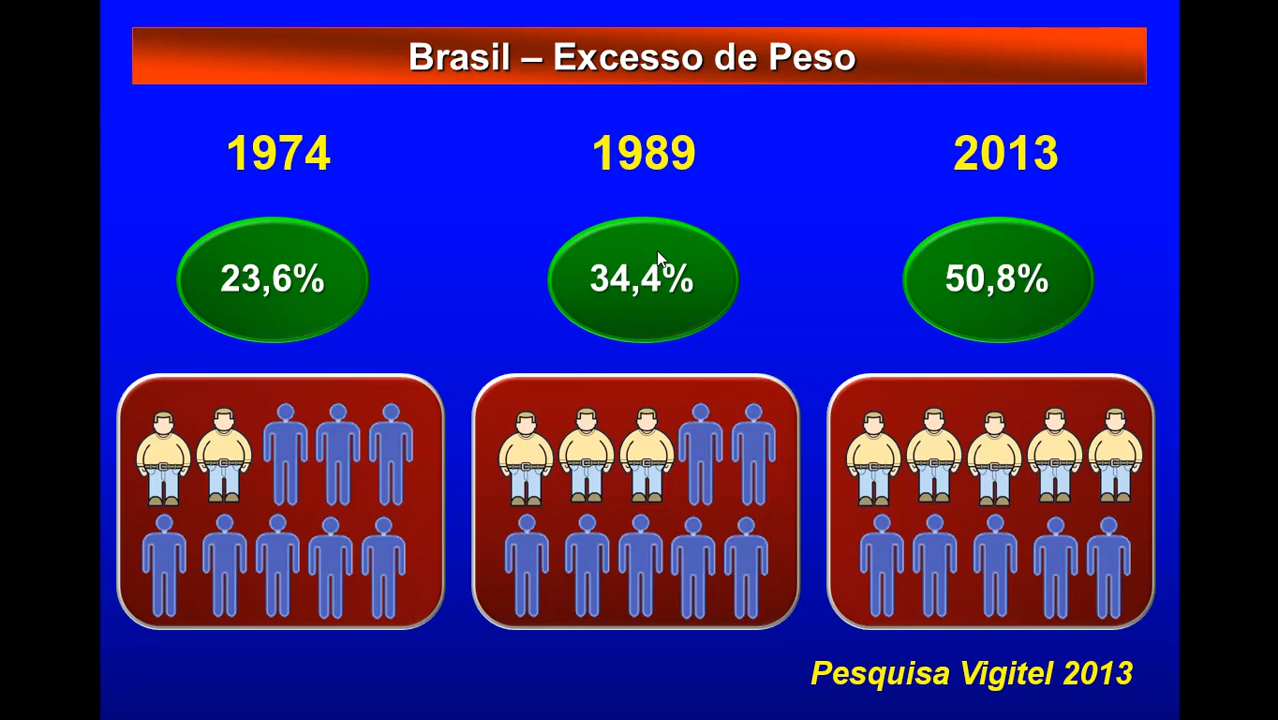 Brasil – Excesso de Peso
1974 1989 2013
23,6% 34,4% 50,8%
Pesquisa Vigitel 2013